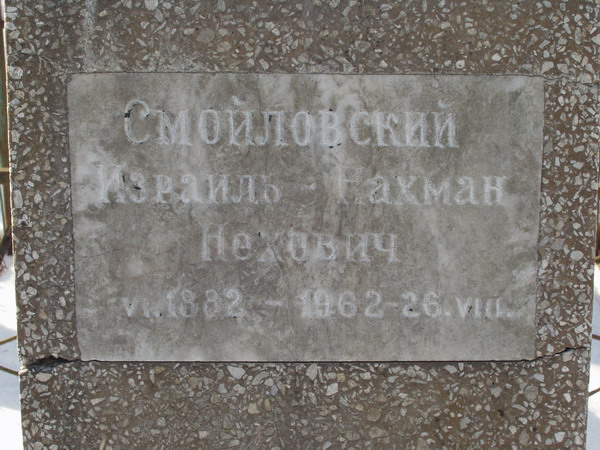 Смойловский
Израиль - Нахман
Пехович
VI. 1882 - 1962-26.VIII.